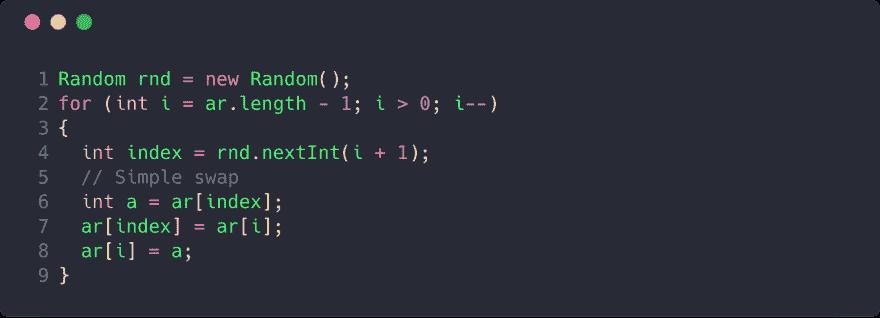 1 Random rnd = new Random();
2 for (int i = ar.length - 1; i > 0; i--)
3 {
4   int index = rnd.nextInt(i + 1);
5   // Simple swap
6   int a = ar[index];
7   ar[index] = ar[i];
8   ar[i] = a;
9 }